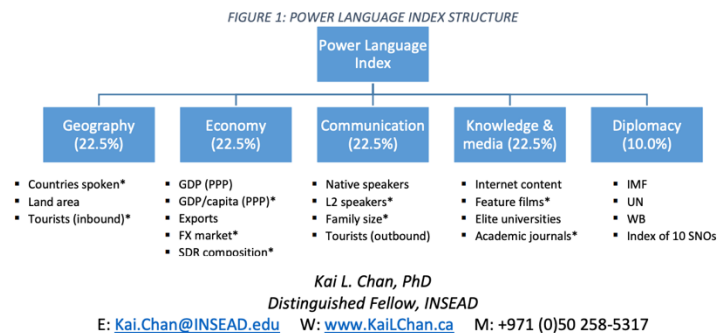 FIGURE 1: POWER LANGUAGE INDEX STRUCTURE
Power Language
Index
Geography
(22.5%)
▪ Countries spoken*
▪ Land area
▪ Tourists (inbound)*
Economy
(22.5%)
▪ GDP (PPP)
▪ GDP/capita (PPP)*
▪ Exports
▪ FX market*
▪ SDR composition*
Communication
(22.5%)
▪ Native speakers
▪ L2 speakers*
▪ Family size*
▪ Tourists (outbound)
Knowledge &
media (22.5%)
▪ Internet content
▪ Feature films*
▪ Elite universities
▪ Academic journals*
Diplomacy
(10.0%)
▪ IMF
▪ UN
▪ WB
▪ Index of 10 SNOs
Kai L. Chan, PhD
Distinguished Fellow, INSEAD
E: Kai.Chan@INSEAD.edu W: www.KaiLChan.ca M: +971 (0)50 258-5317